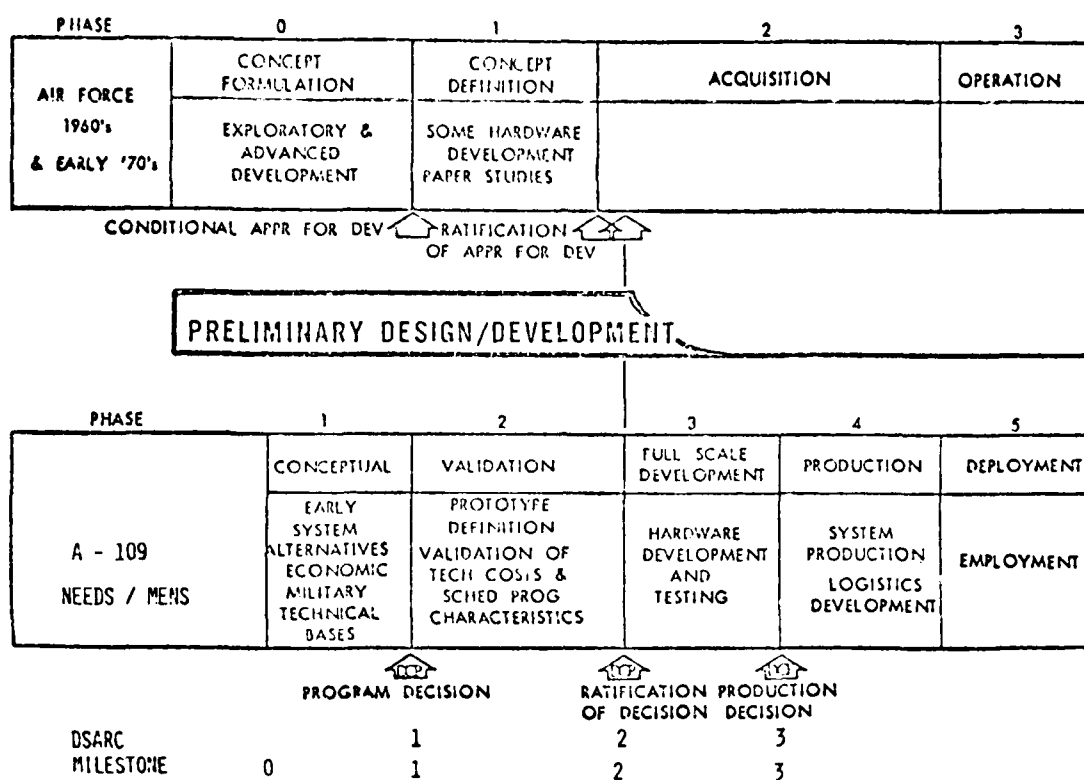 PHASE 0 1 2 3
AIR FORCE
1960's
& EARLY '70's
CONCEPT
FORMULATION
CONCEPT
DEFINITION
ACQUISITION
OPERATION
EXPLORATORY &
ADVANCED
DEVELOPMENT
SOME HARDWARE
DEVELOPMENT
PAPER STUDIES
CONDITIONAL APPR FOR DEV
RATIFICATION
OF APPR FOR DEV
PRELIMINARY DESIGN/DEVELOPMENT
PHASE 1 2 3 4 5
A - 109
NEEDS / MENS
CONCEPTUAL
VALIDATION
FULL SCALE
DEVELOPMENT
PRODUCTION
DEPLOYMENT
EARLY
SYSTEM
ALTERNATIVES
ECONOMIC
MILITARY
TECHNICAL
BASES
PROTOTYPE
DEFINITION
VALIDATION OF
TECH COSTS &
SCHED PROG
CHARACTERISTICS
HARDWARE
DEVELOPMENT
AND
TESTING
SYSTEM
PRODUCTION
LOGISTICS
DEVELOPMENT
EMPLOYMENT
PROGRAM DECISION
RATIFICATION
OF DECISION
PRODUCTION
DECISION
DSARC 1 2 3
MILESTONE 0 1 2 3